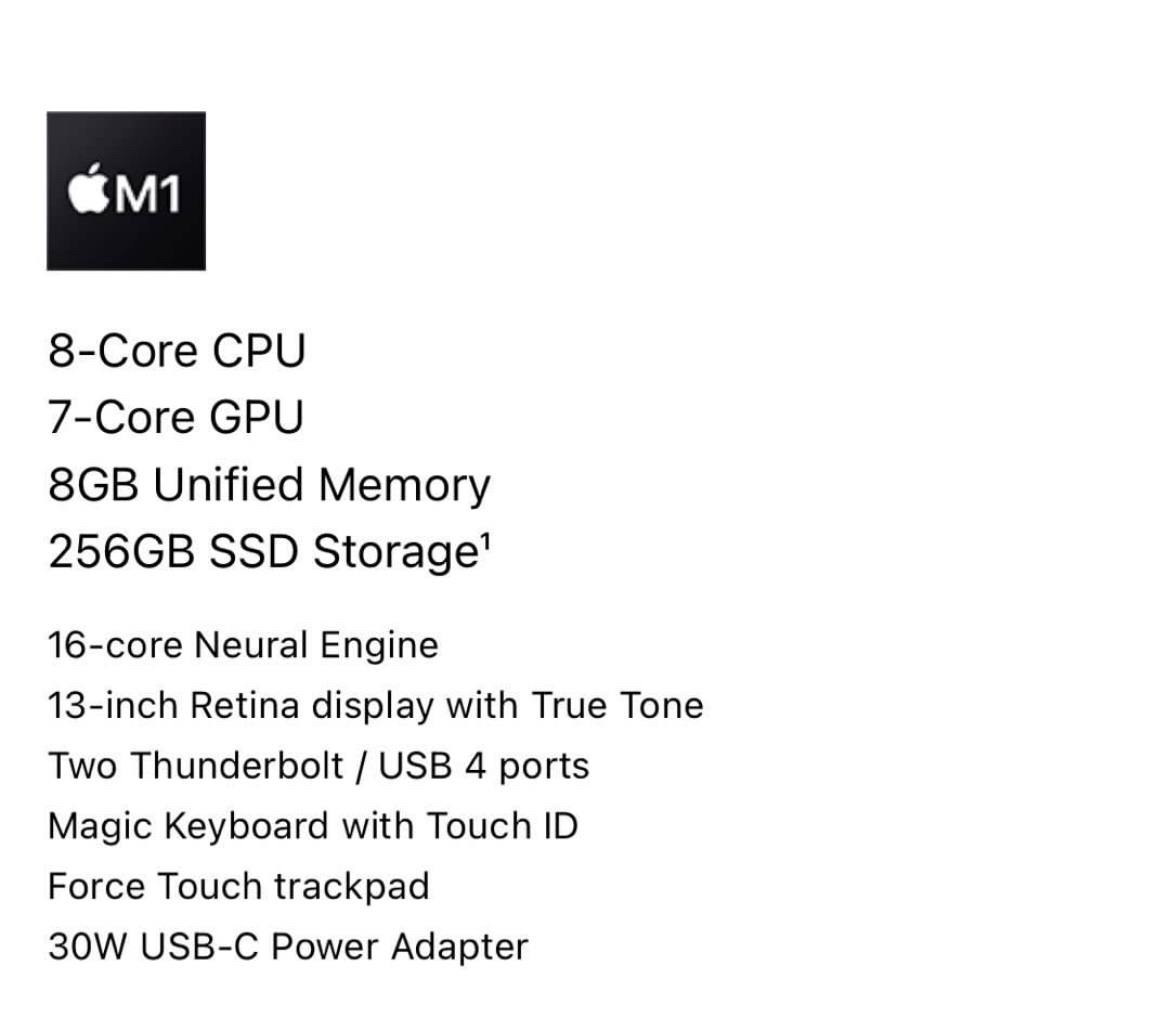 M1
8-Core CPU
7-Core GPU
8GB Unified Memory
256GB SSD Storage¹
16-core Neural Engine
13-inch Retina display with True Tone
Two Thunderbolt / USB 4 ports
Magic Keyboard with Touch ID
Force Touch trackpad
30W USB-C Power Adapter